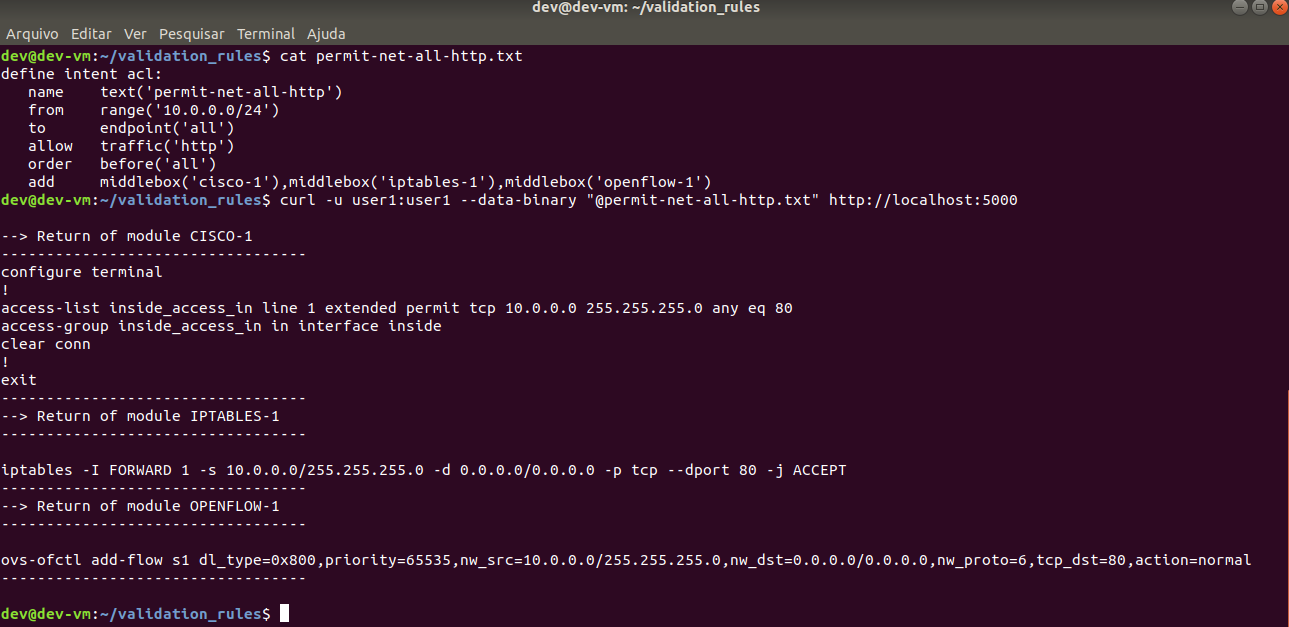 dev@dev-vm: ~/validation_rules
Arquivo Editar Ver Pesquisar Terminal Ajuda
dev@dev-vm:~/validation_rules$ cat permit-net-all-http.txt
define intent acl:
   name    text('permit-net-all-http')
   from    range('10.0.0.0/24')
   to      endpoint('all')
   allow   traffic('http')
   order   before('all')
   add     middlebox('cisco-1'),middlebox('iptables-1'),middlebox('openflow-1')
dev@dev-vm:~/validation_rules$ curl -u user1:user1 --data-binary "@permit-net-all-http.txt" http://localhost:5000

--> Return of module CISCO-1
----------------------------------
configure terminal
!
access-list inside_access_in line 1 extended permit tcp 10.0.0.0 255.255.255.0 any eq 80
access-group inside_access_in in interface inside
clear conn
!
exit
----------------------------------
--> Return of module IPTABLES-1
----------------------------------

iptables -I FORWARD 1 -s 10.0.0.0/255.255.255.0 -d 0.0.0.0/0.0.0.0 -p tcp --dport 80 -j ACCEPT
----------------------------------
--> Return of module OPENFLOW-1
----------------------------------

ovs-ofctl add-flow s1 dl_type=0x800,priority=65535,nw_src=10.0.0.0/255.255.255.0,nw_dst=0.0.0.0/0.0.0.0,nw_proto=6,tcp_dst=80,action=normal
----------------------------------

dev@dev-vm:~/validation_rules$